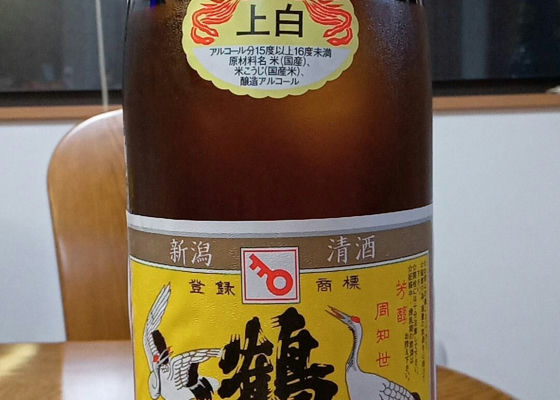 上白
アルコール分15度以上16度未満
原材料名 米(国産)、
米こうじ(国産米)、
醸造アルコール
新潟 清酒
登録 商標
芳醇
周知世
鶴